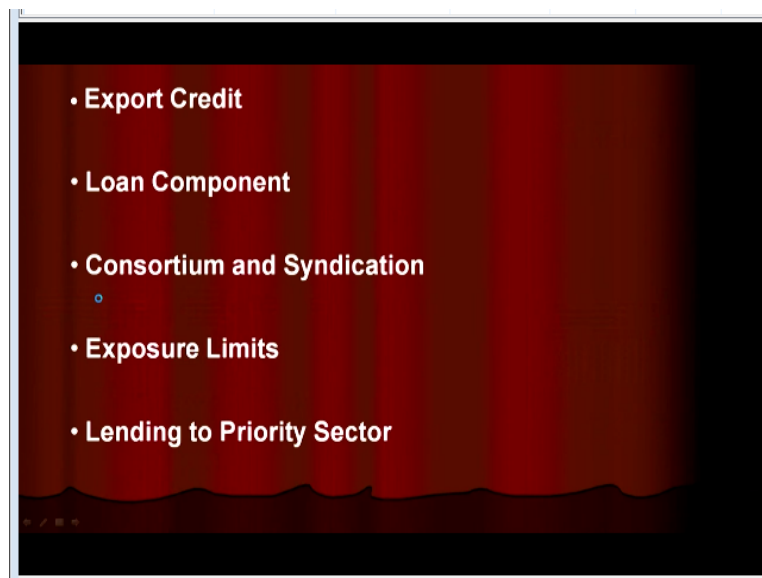 • Export Credit
• Loan Component
• Consortium and Syndication
• Exposure Limits
• Lending to Priority Sector